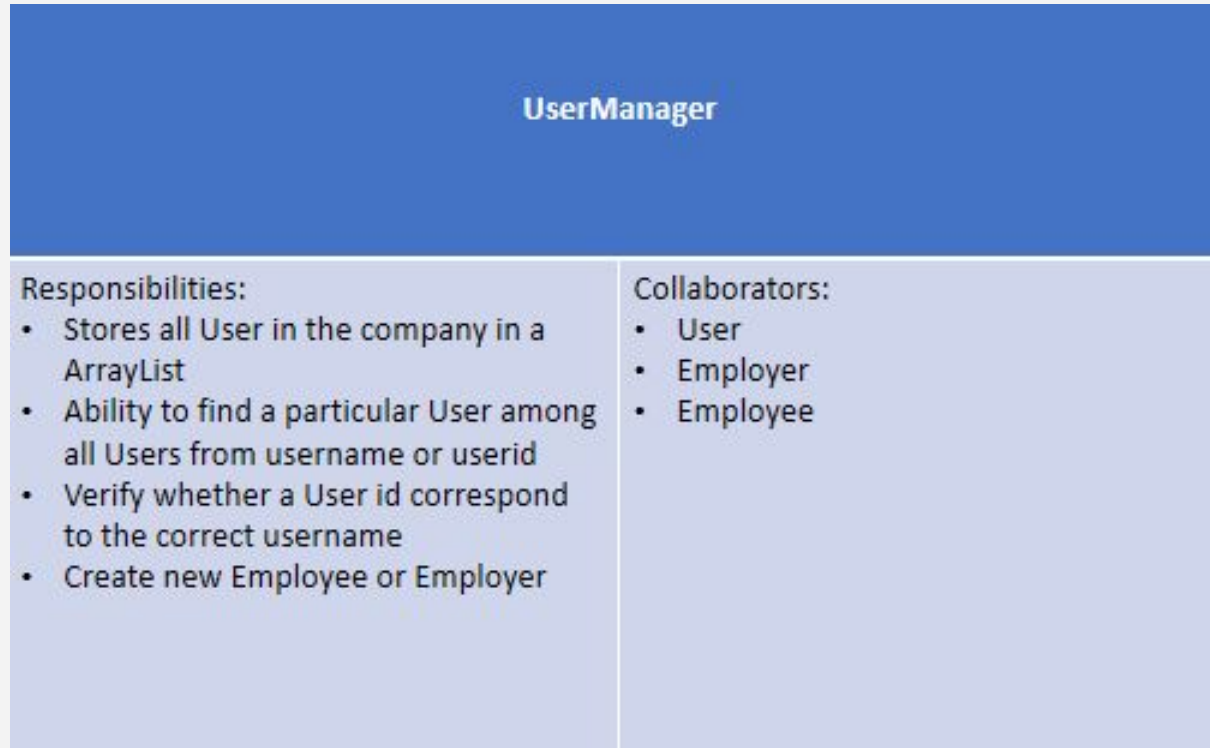 UserManager
Responsibilities:
• Stores all User in the company in a
ArrayList
• Ability to find a particular User among
all Users from username or userid
• Verify whether a User id correspond
to the correct username
• Create new Employee or Employer
Collaborators:
• User
• Employer
• Employee